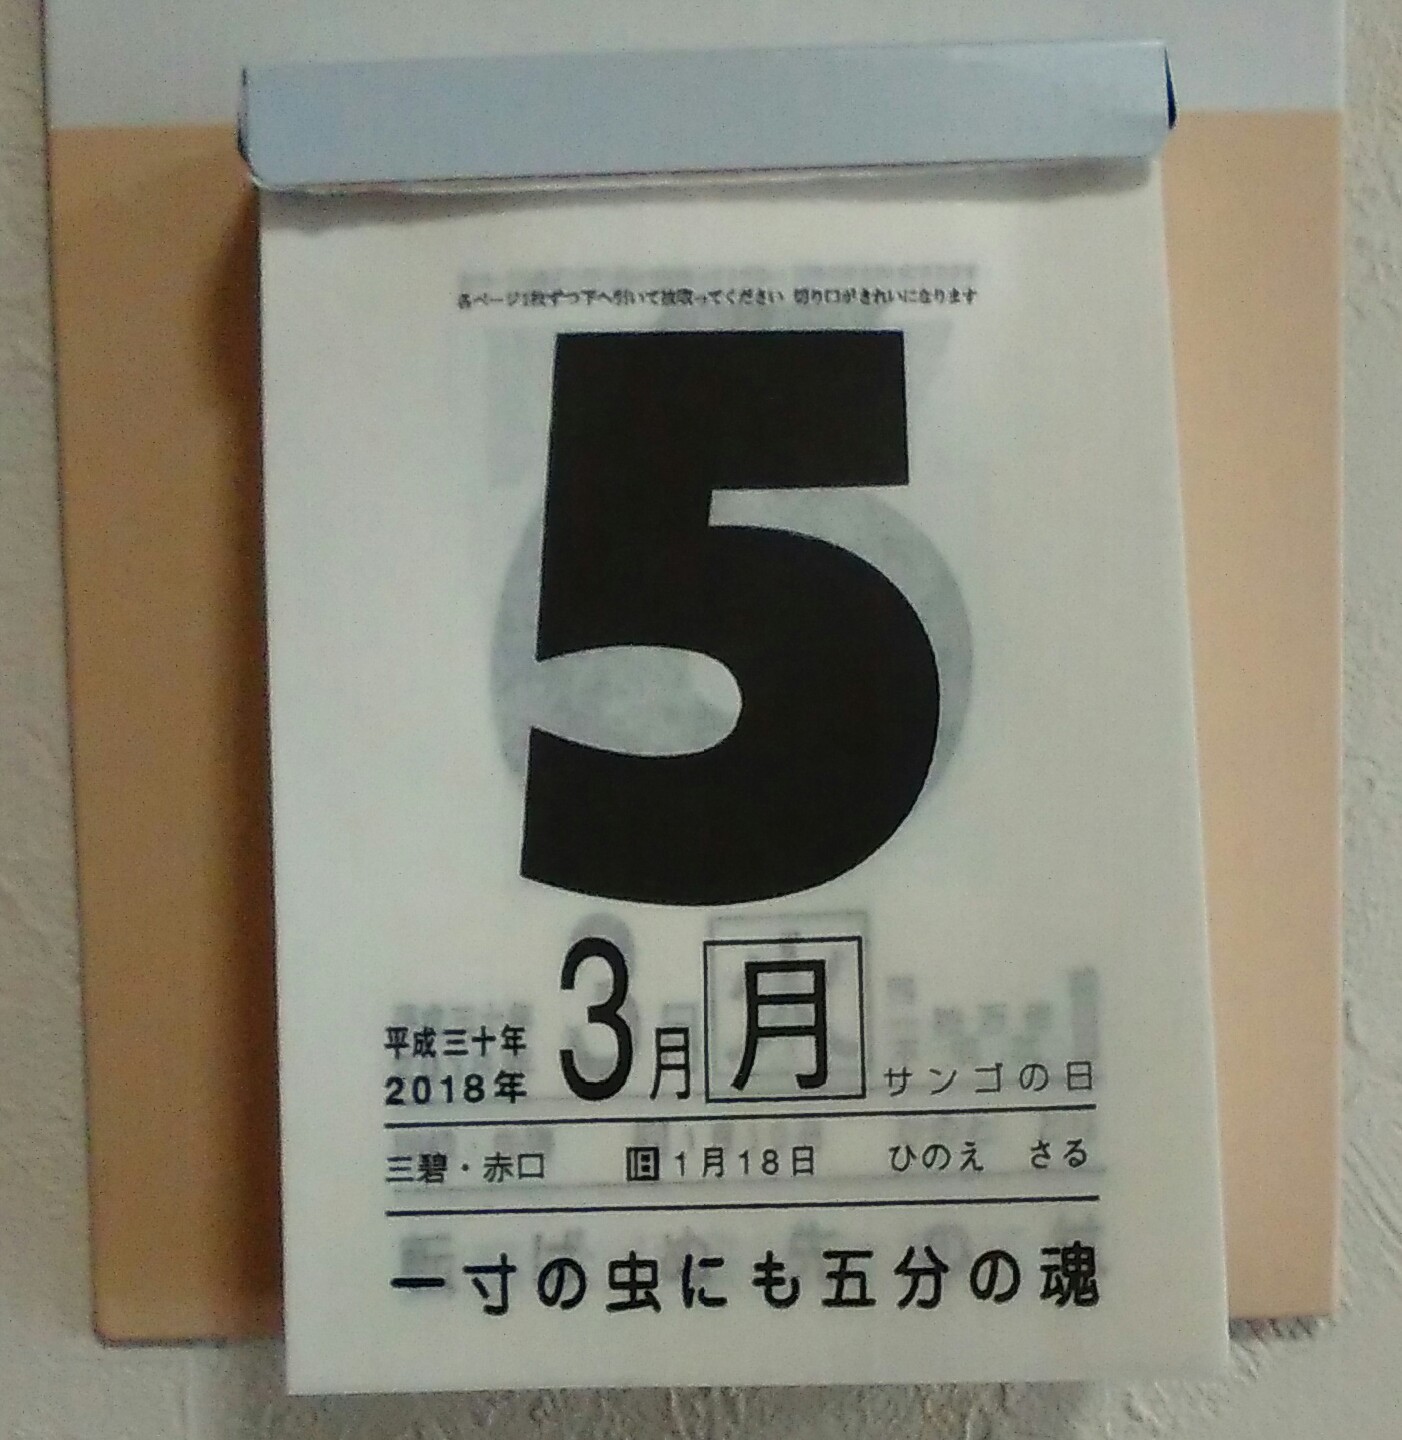 各ページ1枚ずつ下へ引いて抜取ってください 切り口がきれいになります
5
平成三十年
2018年
3月 月 サンゴの日
三碧・赤口 旧1月18日 ひのえ さる
一寸の虫にも五分の魂